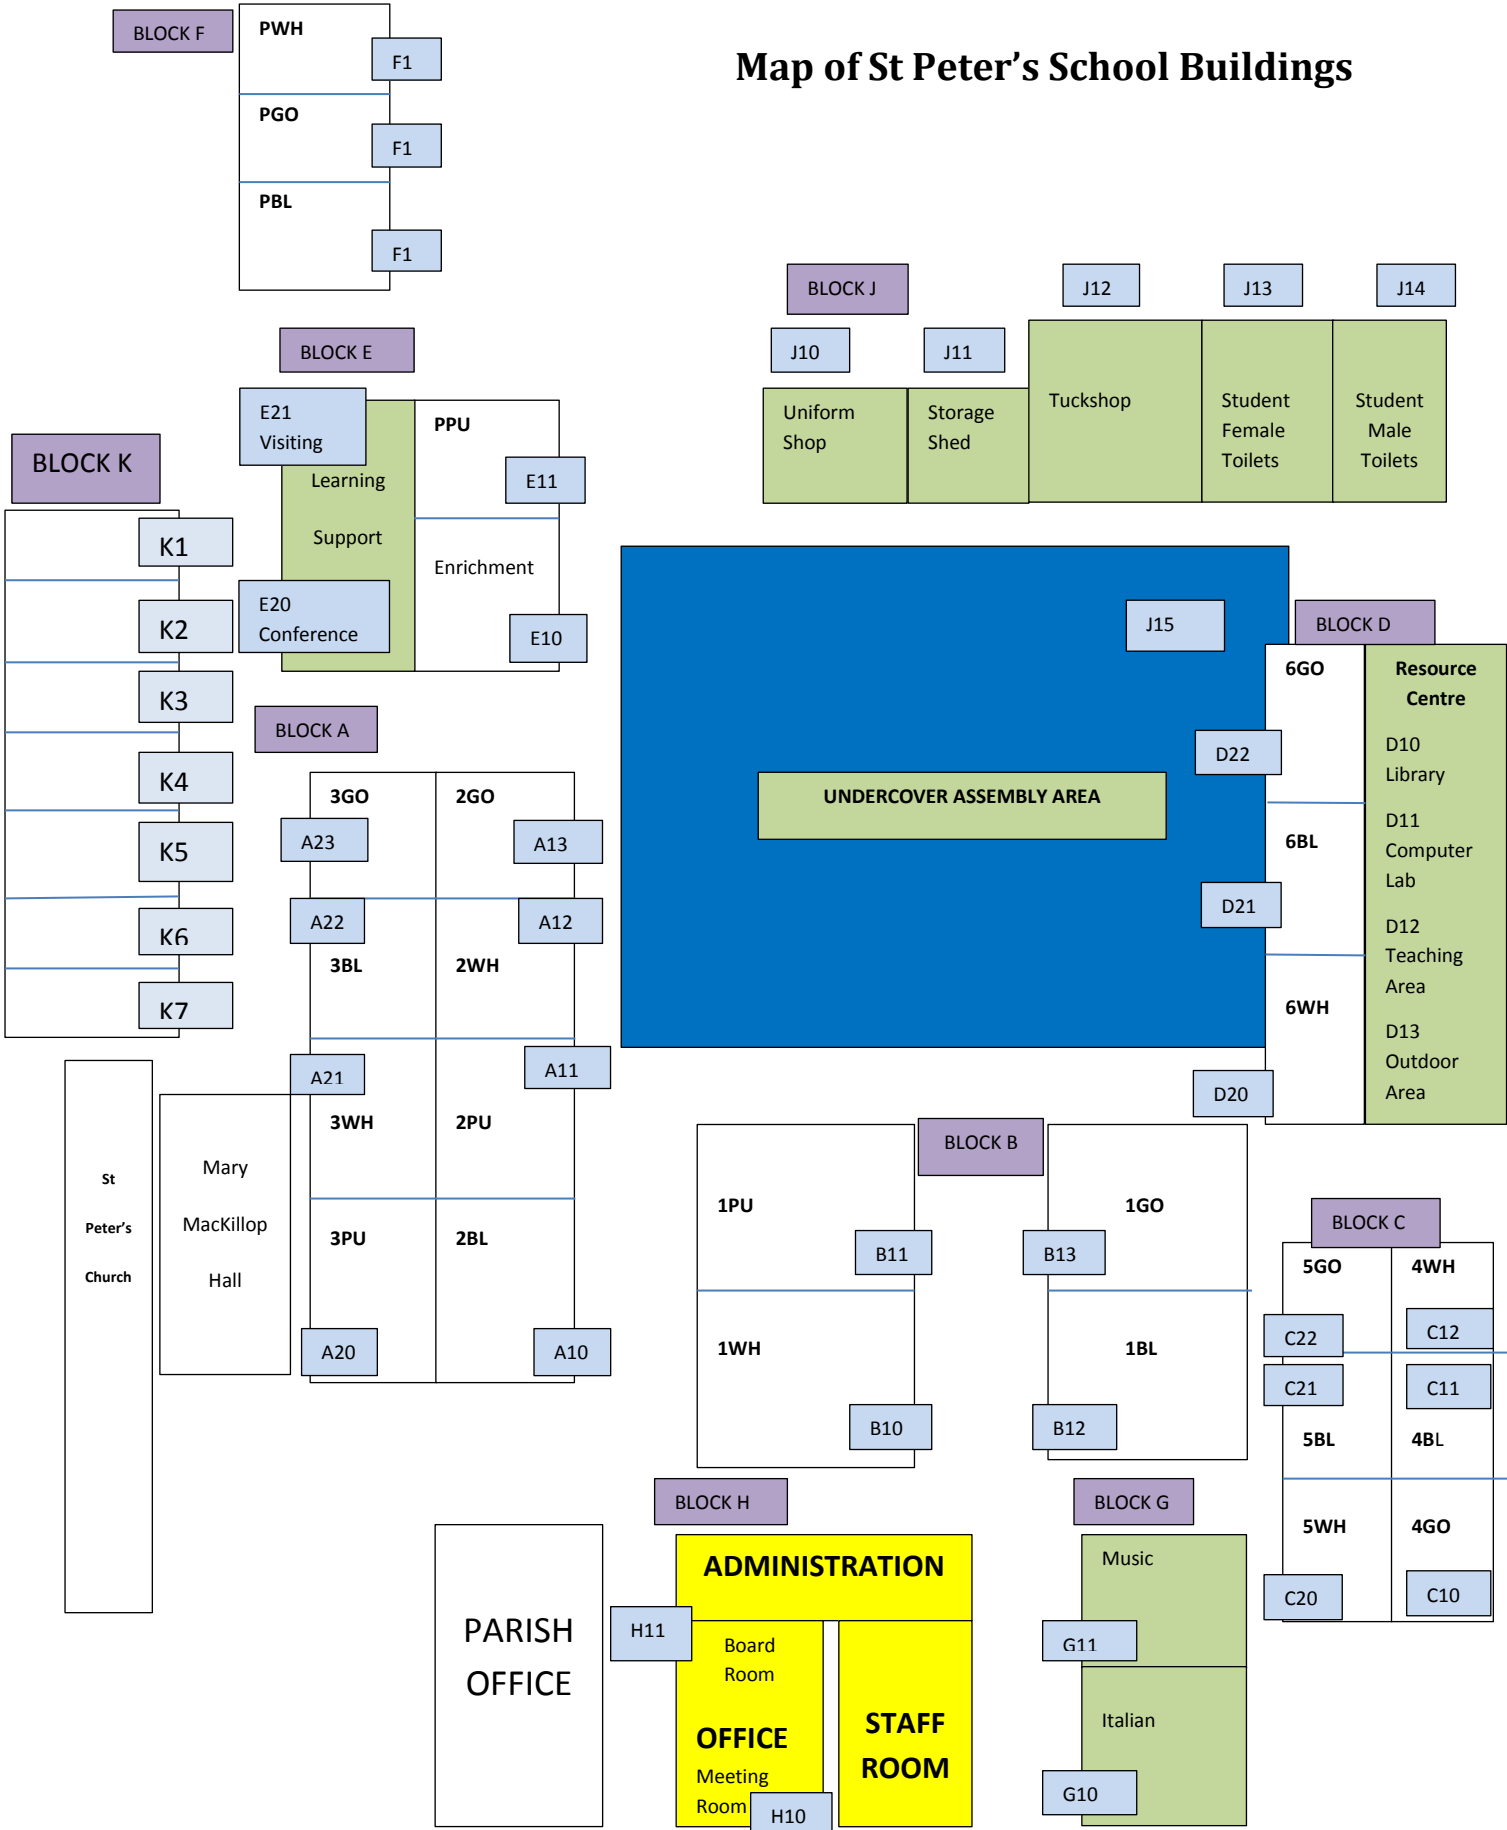 Map of St Peter's School Buildings
BLOCK F
PWH
F1
PGO
F1
PBL
F1
BLOCK J
J10
J11
J12
J13
J14
Uniform
Shop
Storage
Shed
Tuckshop
Student
Female
Toilets
Student
Male
Toilets
BLOCK E
E21
Visiting
Learning
Support
E20
Conference
PPU
E11
Enrichment
E10
BLOCK K
K1
K2
K3
K4
K5
K6
K7
J15
UNDERCOVER ASSEMBLY AREA
BLOCK D
6GO
D22
6BL
D21
6WH
D20
Resource
Centre
D10
Library
D11
Computer
Lab
D12
Teaching
Area
D13
Outdoor
Area
BLOCK A
3GO
2GO
A23
A13
A22
A12
3BL
2WH
A21
A11
3WH
2PU
3PU
2BL
A20
A10
St
Peter's
Church
Mary
MacKillop
Hall
BLOCK B
1PU
B11
1WH
B10
1GO
B13
1BL
B12
BLOCK C
5GO
4WH
C22
C12
C21
C11
5BL
4BL
5WH
4GO
C20
C10
PARISH
OFFICE
BLOCK H
ADMINISTRATION
H11
Board
Room
OFFICE
Meeting
Room
H10
STAFF
ROOM
BLOCK G
Music
G11
Italian
G10